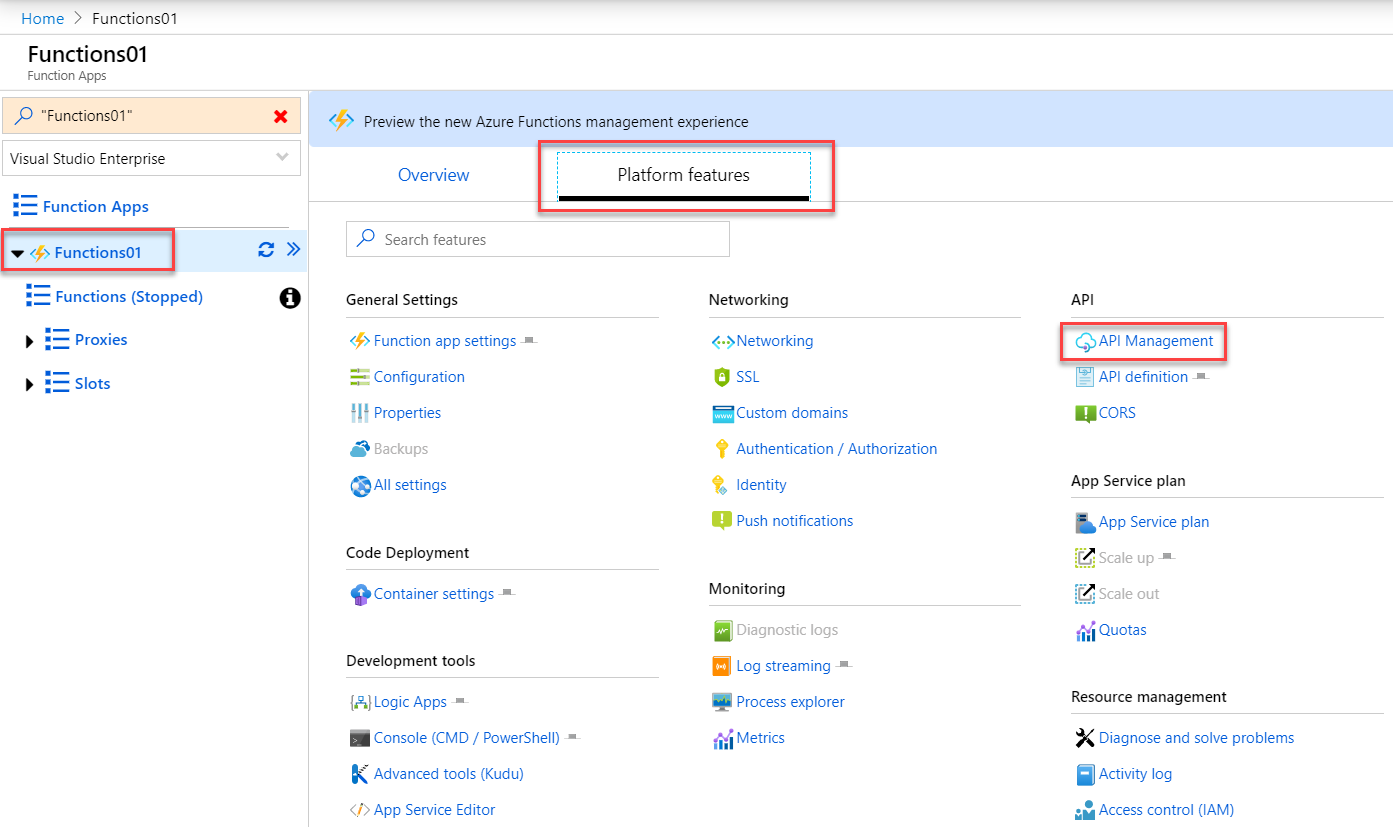 Home > Functions01
Functions01
Function Apps
"Functions01"
Visual Studio Enterprise
Function Apps
Functions01
Functions (Stopped)
Proxies
Slots
Preview the new Azure Functions management experience
Overview
Platform features
Search features
General Settings
Function app settings
Configuration
Properties
Backups
All settings
Code Deployment
Container settings
Development tools
Logic Apps
Console (CMD / PowerShell)
Advanced tools (Kudu)
App Service Editor
Networking
Networking
SSL
Custom domains
Authentication / Authorization
Identity
Push notifications
Monitoring
Diagnostic logs
Log streaming
Process explorer
Metrics
API
API Management
API definition
CORS
App Service plan
App Service plan
Scale up
Scale out
Quotas
Resource management
Diagnose and solve problems
Activity log
Access control (IAM)